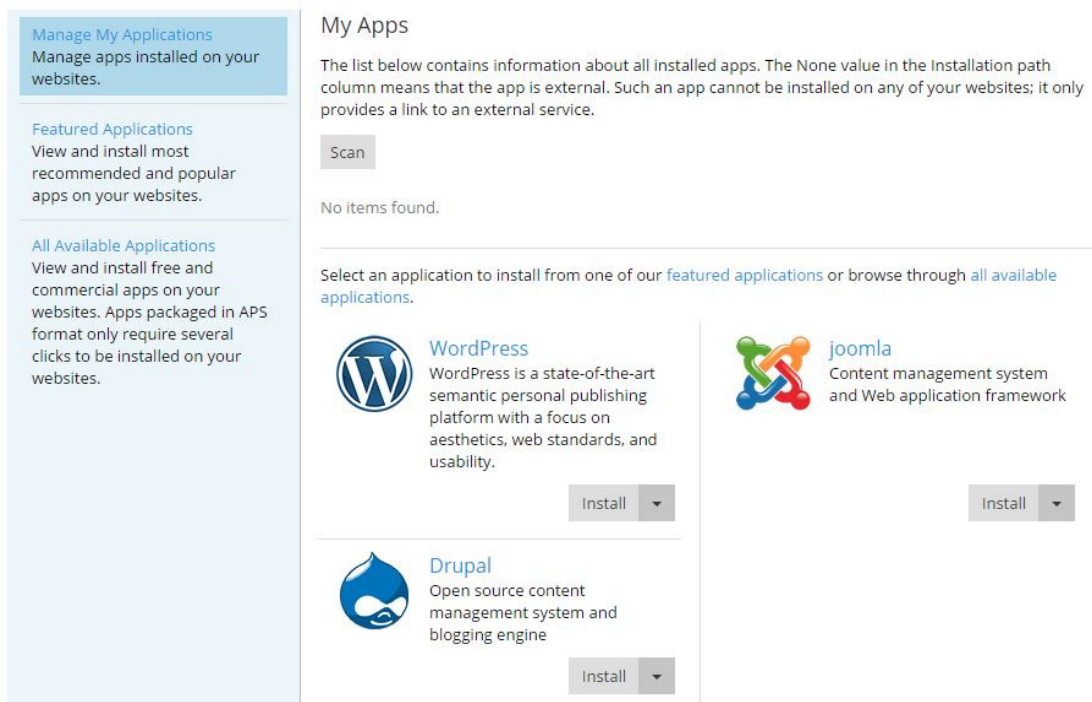 Manage My Applications
Manage apps installed on your
websites.
Featured Applications
View and install most
recommended and popular
apps on your websites.
All Available Applications
View and install free and
commercial apps on your
websites. Apps packaged in APS
format only require several
clicks to be installed on your
websites.
My Apps
The list below contains information about all installed apps. The None value in the Installation path
column means that the app is external. Such an app cannot be installed on any of your websites; it only
provides a link to an external service.
Scan
No items found.
Select an application to install from one of our featured applications or browse through all available
applications.
WordPress
WordPress is a state-of-the-art
semantic personal publishing
platform with a focus on
aesthetics, web standards, and
usability.
Install
joomla
Content management system
and Web application framework
Install
Drupal
Open source content
management system and
blogging engine
Install